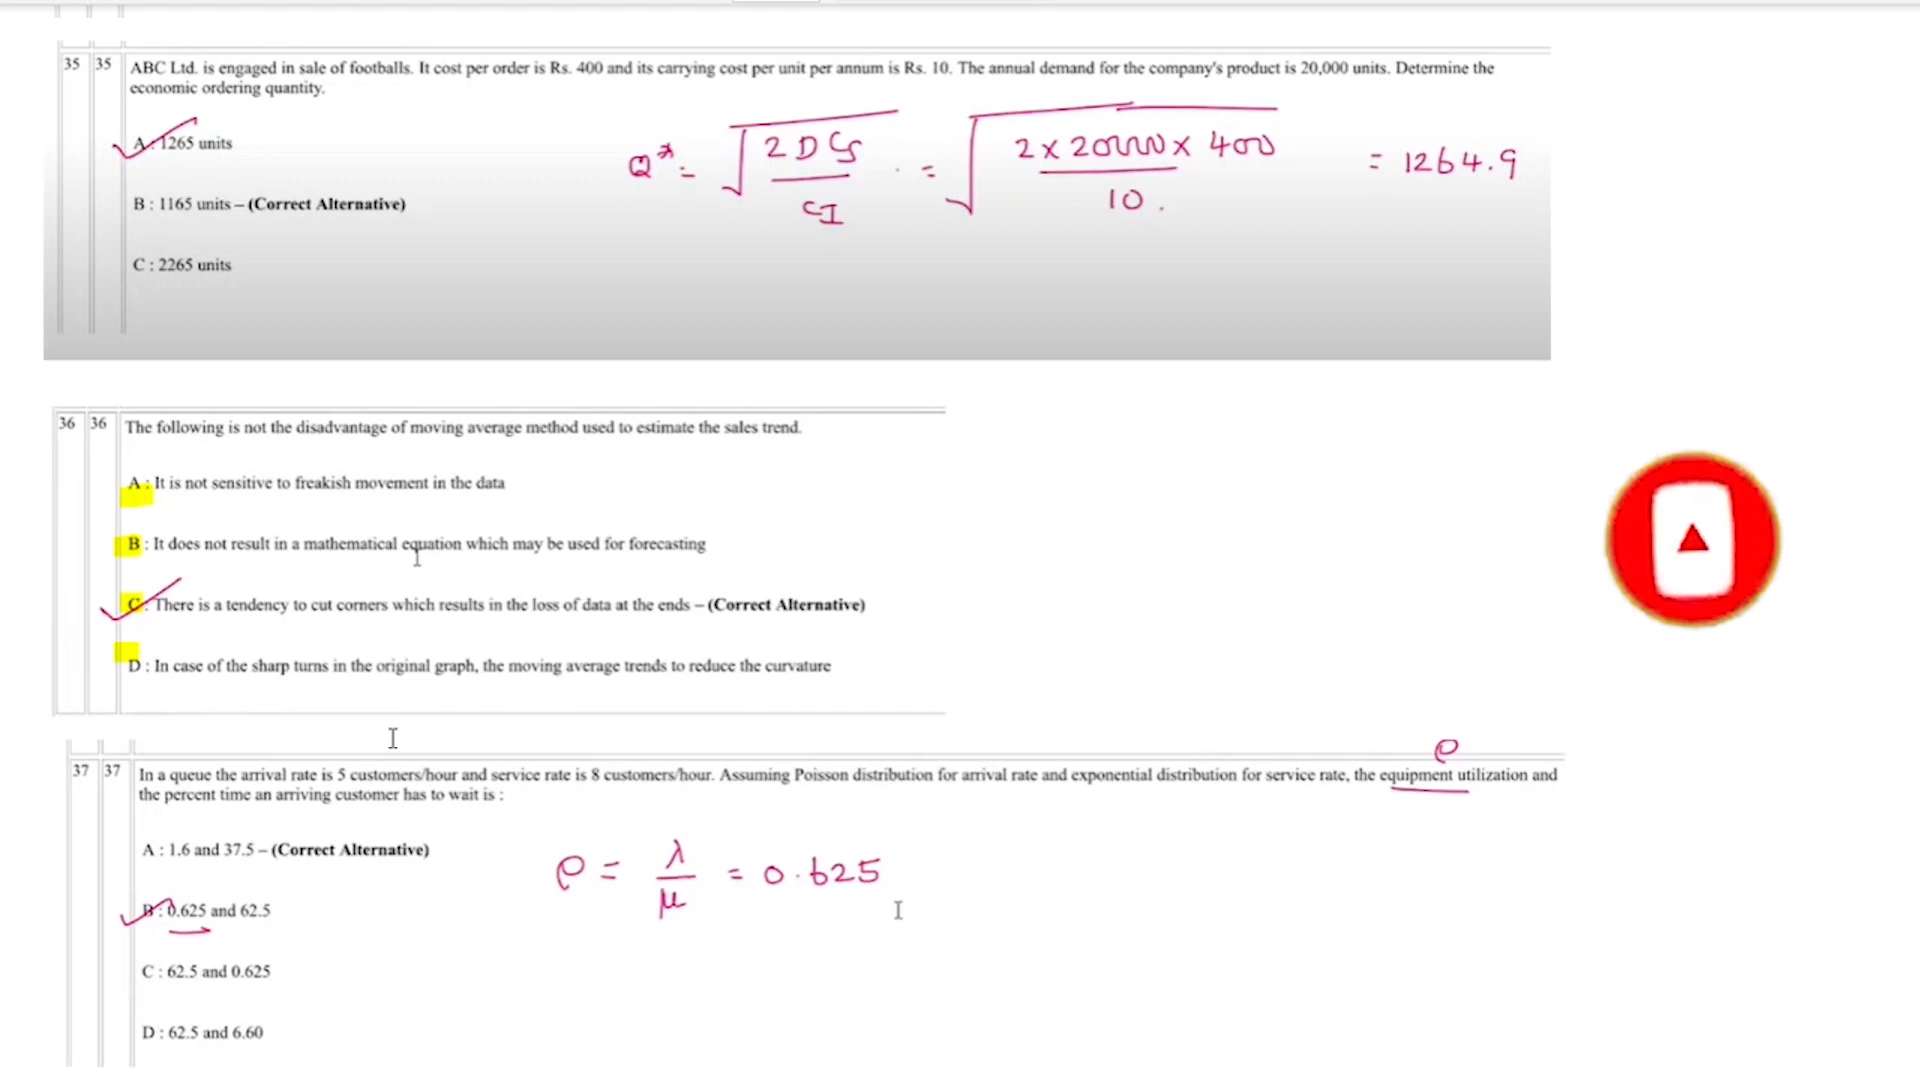 35 35 ABC Ltd. is engaged in sale of footballs. It cost per order is Rs. 400 and its carrying cost per unit per annum is Rs. 10. The annual demand for the company's product is 20,000 units. Determine the
economic ordering quantity.
A : 1265 units
Q* = √ 2 D Cs / CI = √ 2 x 20000 x 400 / 10 = 1264.9
B : 1165 units – (Correct Alternative)
C : 2265 units
36 36 The following is not the disadvantage of moving average method used to estimate the sales trend.
A : It is not sensitive to freakish movement in the data
B : It does not result in a mathematical equation which may be used for forecasting
C : There is a tendency to cut corners which results in the loss of data at the ends – (Correct Alternative)
D : In case of the sharp turns in the original graph, the moving average trends to reduce the curvature
ρ
37 37 In a queue the arrival rate is 5 customers/hour and service rate is 8 customers/hour. Assuming Poisson distribution for arrival rate and exponential distribution for service rate, the equipment utilization and
the percent time an arriving customer has to wait is :
A : 1.6 and 37.5 – (Correct Alternative)
ρ = λ / μ = 0.625
B : 0.625 and 62.5
C : 62.5 and 0.625
D : 62.5 and 6.60